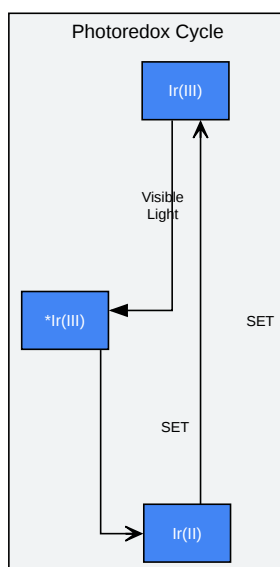 Photoredox Cycle
Ir(III)
Visible
Light
*Ir(III)
SET
SET
Ir(II)